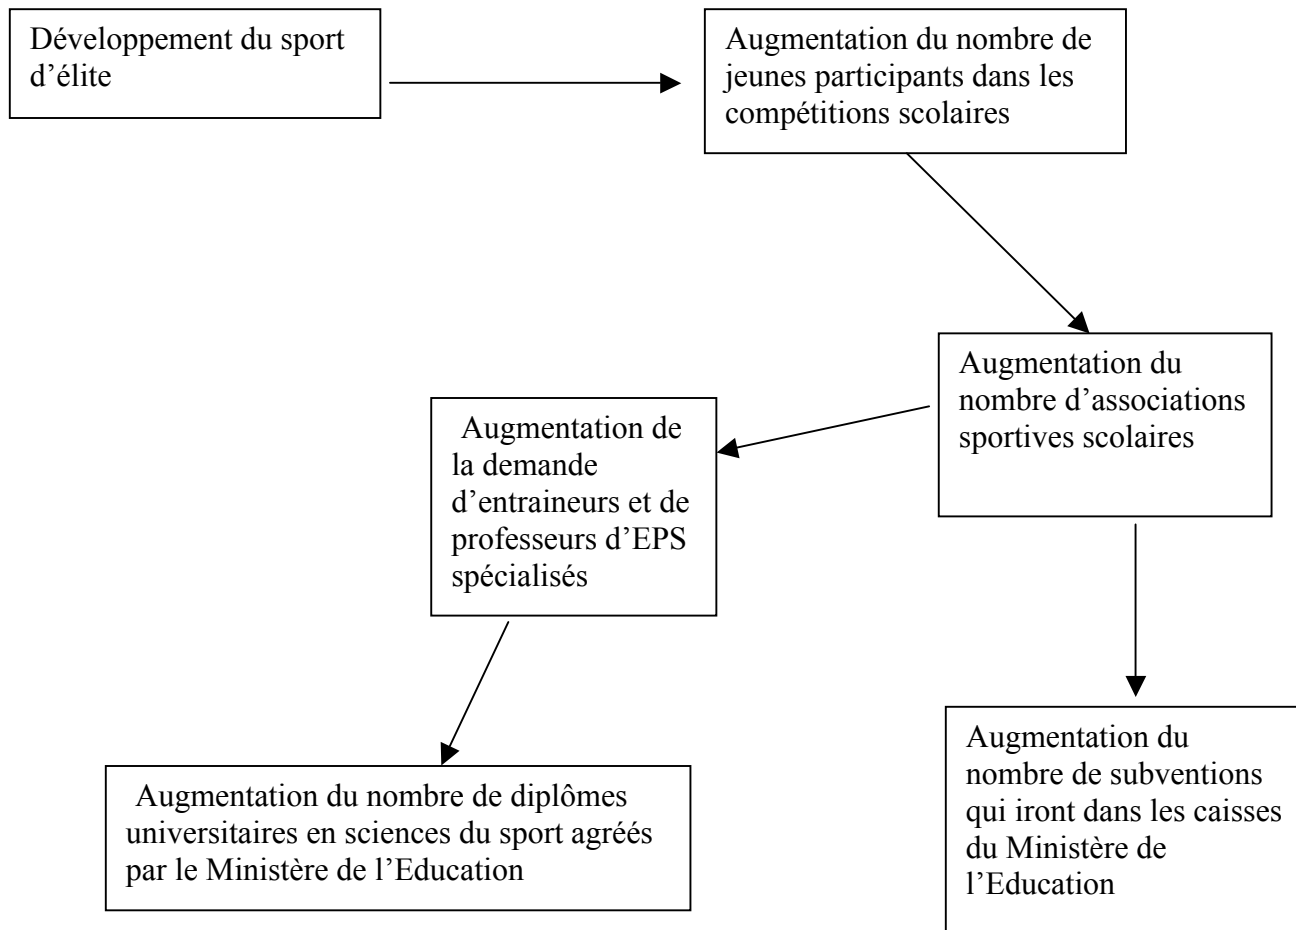 Développement du sport
d’élite
Augmentation du nombre de
jeunes participants dans les
compétitions scolaires
Augmentation du
nombre d’associations
sportives scolaires
Augmentation de
la demande
d’entraineurs et de
professeurs d’EPS
spécialisés
Augmentation du nombre de diplômes
universitaires en sciences du sport agréés
par le Ministère de l’Education
Augmentation du
nombre de subventions
qui iront dans les caisses
du Ministère de
l’Education